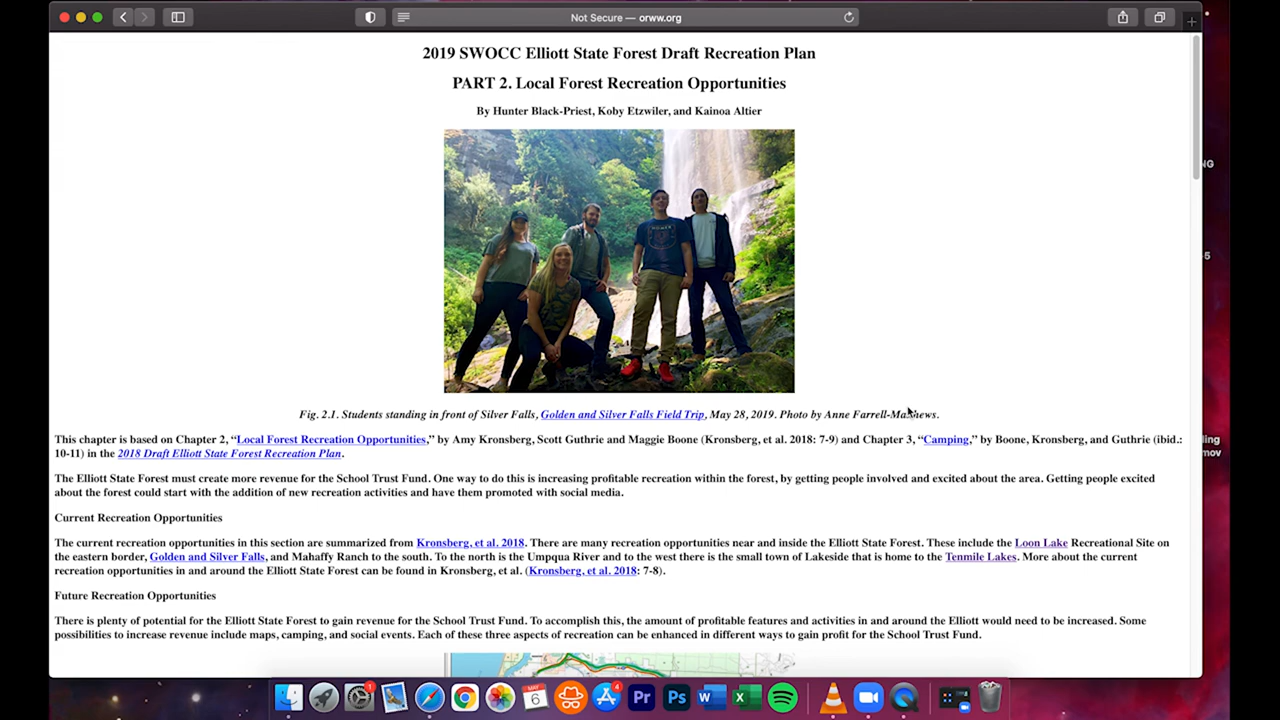 Not Secure — orww.org
2019 SWOCC Elliott State Forest Draft Recreation Plan
PART 2. Local Forest Recreation Opportunities
By Hunter Black-Priest, Koby Etzwiler, and Kainoa Altier
Fig. 2.1. Students standing in front of Silver Falls, Golden and Silver Falls Field Trip, May 28, 2019. Photo by Anne Farrell-Mathews.
This chapter is based on Chapter 2, “Local Forest Recreation Opportunities,” by Amy Kronsberg, Scott Guthrie and Maggie Boone (Kronsberg, et al. 2018: 7-9) and Chapter 3, “Camping,” by Boone, Kronsberg, and Guthrie (ibid.:
10-11) in the 2018 Draft Elliott State Forest Recreation Plan.
The Elliott State Forest must create more revenue for the School Trust Fund. One way to do this is increasing profitable recreation within the forest, by getting people involved and excited about the area. Getting people excited
about the forest could start with the addition of new recreation activities and have them promoted with social media.
Current Recreation Opportunities
The current recreation opportunities in this section are summarized from Kronsberg, et al. 2018. There are many recreation opportunities near and inside the Elliott State Forest. These include the Loon Lake Recreational Site on
the eastern border, Golden and Silver Falls, and Mahaffy Ranch to the south. To the north is the Umpqua River and to the west there is the small town of Lakeside that is home to the Tenmile Lakes. More about the current
recreation opportunities in and around the Elliott State Forest can be found in Kronsberg, et al. (Kronsberg, et al. 2018: 7-8).
Future Recreation Opportunities
There is plenty of potential for the Elliott State Forest to gain revenue for the School Trust Fund. To accomplish this, the amount of profitable features and activities in and around the Elliott would need to be increased. Some
possibilities to increase revenue include maps, camping, and social events. Each of these three aspects of recreation can be enhanced in different ways to gain profit for the School Trust Fund.
NG
-5
ling
mov
1
MAY
6
4
Pr
Ps
W
X